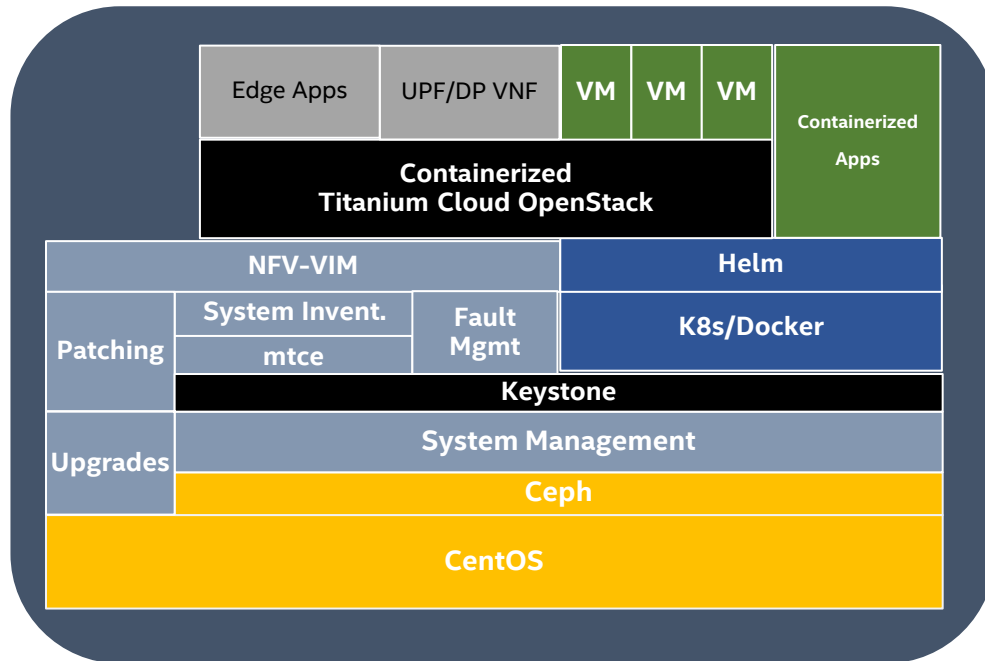 Edge Apps
UPF/DP VNF
VM
VM
VM
Containerized
Apps
Containerized
Titanium Cloud OpenStack
NFV-VIM
Helm
System Invent.
Fault
Mgmt
K8s/Docker
Patching
mtce
Keystone
System Management
Upgrades
Ceph
CentOS